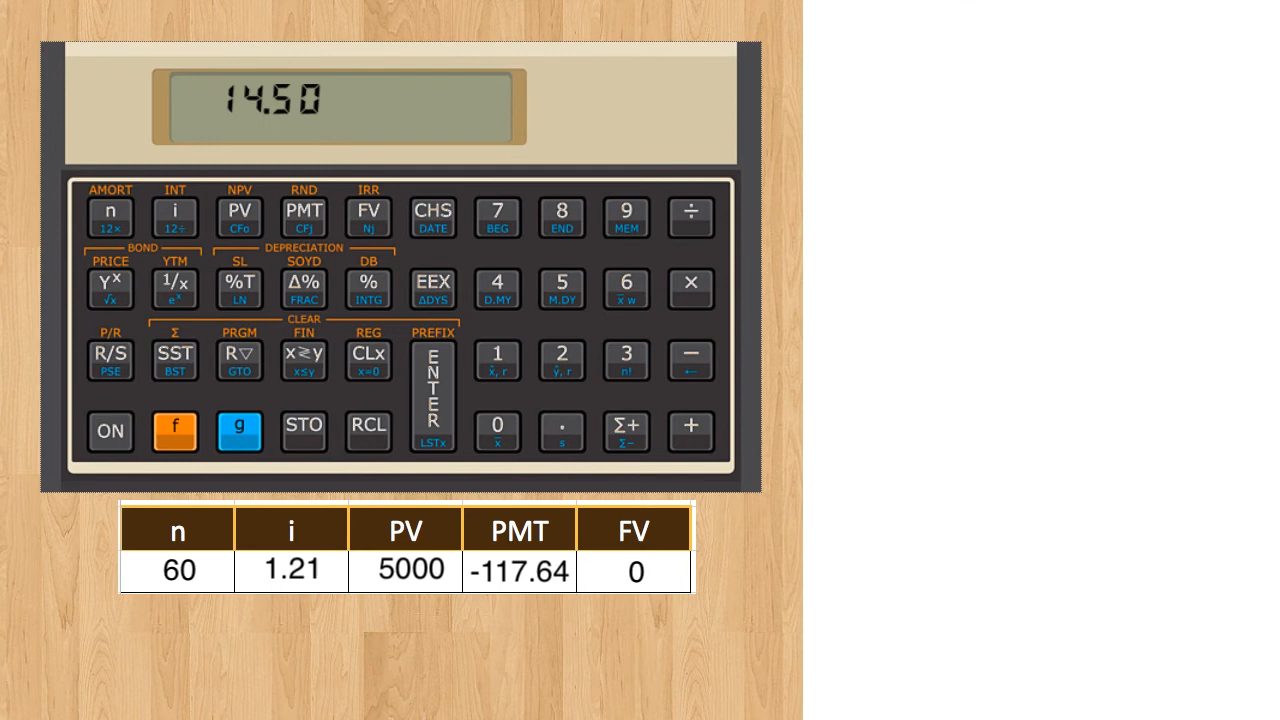 14.50
AMORT INT NPV RND IRR
n i PV PMT FV CHS 7 8 9 ÷
12× 12÷ CFo CFj Nj DATE BEG END MEM
BOND DEPRECIATION
PRICE YTM SL SOYD DB
Yˣ 1/x %T Δ% % EEX 4 5 6 ×
√x eˣ LN FRAC INTG ΔDYS D.MY M.DY x̄ w
CLEAR
P/R Σ PRGM FIN REG PREFIX
R/S SST R▽ x≷y CLx ENTER 1 2 3 −
PSE BST GTO x≤y x=0 x̂, r ŷ, r n! ←
ON f g STO RCL 0 . Σ+ +
LSTx x̄ s Σ−
n i PV PMT FV
60 1.21 5000 -117.64 0